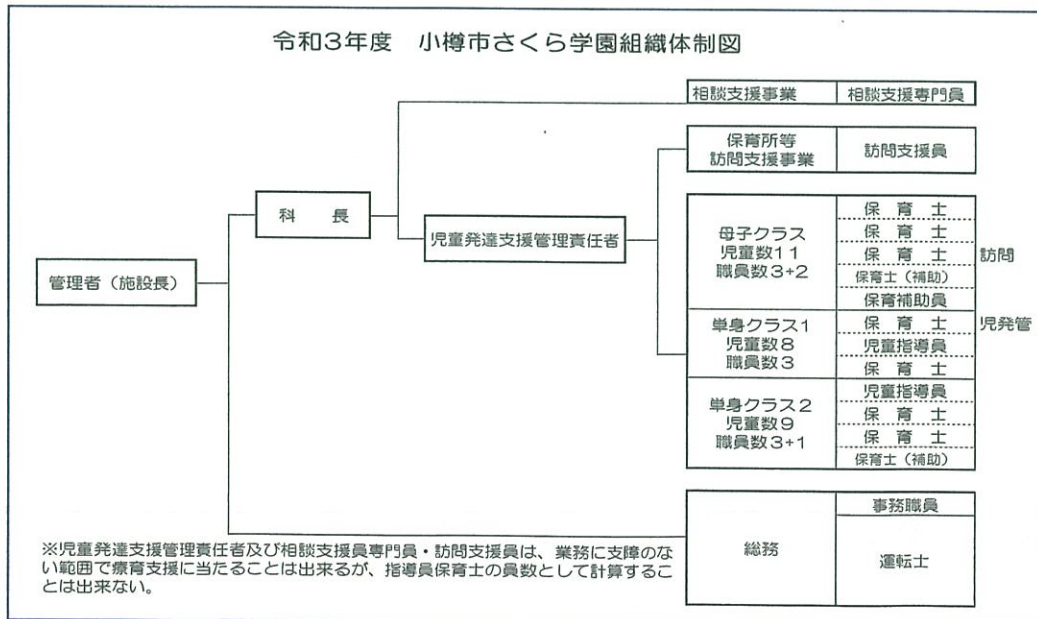 令和3年度　小樽市さくら学園組織体制図
相談支援事業　相談支援専門員
保育所等
訪問支援事業　訪問支援員
科　長
児童発達支援管理責任者
管理者（施設長）
母子クラス
児童数11
職員数3+2
保　育　士
保　育　士
保　育　士　訪問
保育士（補助）
保育補助員
単身クラス1
児童数8
職員数3
保　育　士　児発管
児童指導員
保　育　士
単身クラス2
児童数9
職員数3+1
児童指導員
保　育　士
保　育　士
保育士（補助）
総務
事務職員
運転士
※児童発達支援管理責任者及び相談支援員専門員・訪問支援員は、業務に支障のな
い範囲で療育支援に当たることは出来るが、指導員保育士の員数として計算するこ
とは出来ない。